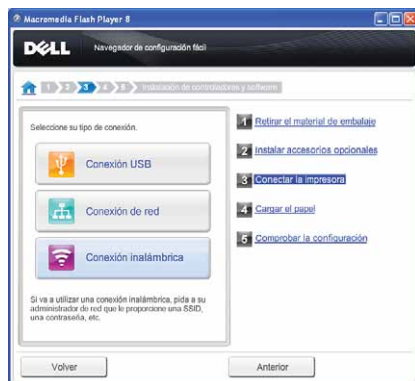 Macromedia Flash Player 8
DELL
Navegador de configuración fácil
1 2 3 4 5 Instalación de controladores y software
Seleccione su tipo de conexión.
Conexión USB
Conexión de red
Conexión inalámbrica
Si va a utilizar una conexión inalámbrica, pida a su
administrador de red que le proporcione una SSID,
una contraseña, etc.
1 Retirar el material de embalaje
2 Instalar accesorios opcionales
3 Conectar la impresora
4 Cargar el papel
5 Comprobar la configuración
Volver
Anterior